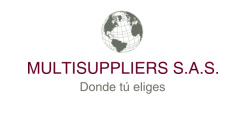 MULTISUPPLIERS S.A.S.
Donde tú eliges